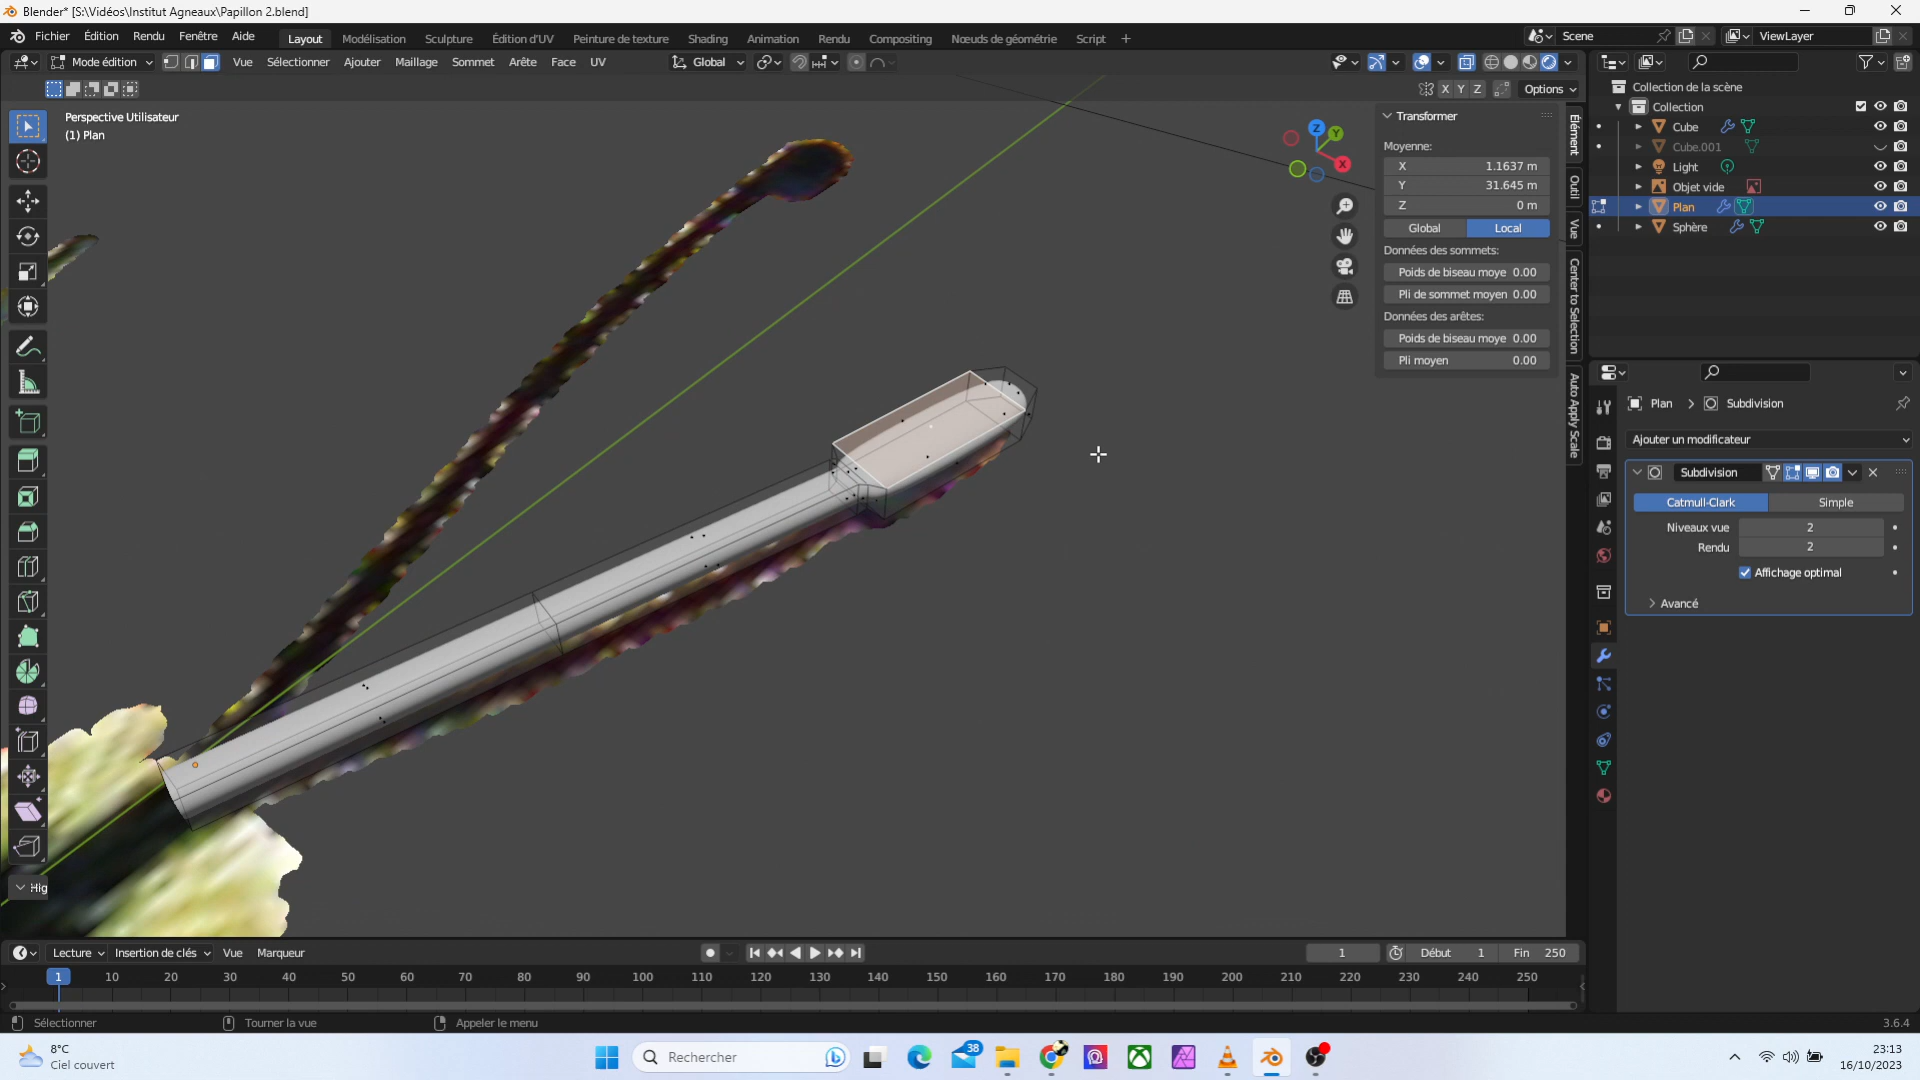 Blender* [S:\Vidéos\Institut Agneaux\Papillon 2.blend]
Fichier Édition Rendu Fenêtre Aide Layout Modélisation Sculpture Édition d'UV Peinture de texture Shading Animation Rendu Compositing Nœuds de géométrie Script + Scene ViewLayer
Mode édition Vue Sélectionner Ajouter Maillage Sommet Arête Face UV Global
X Y Z Options
Perspective Utilisateur
(1) Plan
Z Y X
Transformer
Moyenne:
X 1.1637 m
Y 31.645 m
Z 0 m
Global Local
Données des sommets:
Poids de biseau moye 0.00
Pli de sommet moyen 0.00
Données des arêtes:
Poids de biseau moye 0.00
Pli moyen 0.00
Élément
Outil
Vue
Center to Selection
Auto Apply Scale
Collection de la scène
Collection
Cube
Cube.001
Light
Objet vide
Plan
Sphère
Plan > Subdivision
Ajouter un modificateur
Subdivision
Catmull-Clark Simple
Niveaux vue 2
Rendu 2
Affichage optimal
Avancé
Hig
Lecture Insertion de clés Vue Marqueur 1 Début 1 Fin 250
1 10 20 30 40 50 60 70 80 90 100 110 120 130 140 150 160 170 180 190 200 210 220 230 240 250
Sélectionner Tourner la vue Appeler le menu 3.6.4
8°C
Ciel couvert
Rechercher
38
23:13
16/10/2023